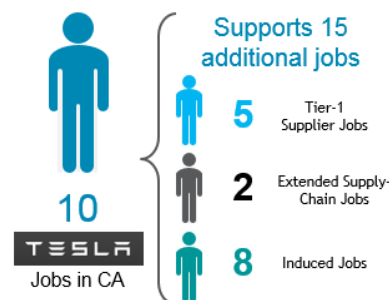 Supports 15
additional jobs
5
Tier-1
Supplier Jobs
2
Extended Supply-
Chain Jobs
8
Induced Jobs
10
TESLA
Jobs in CA